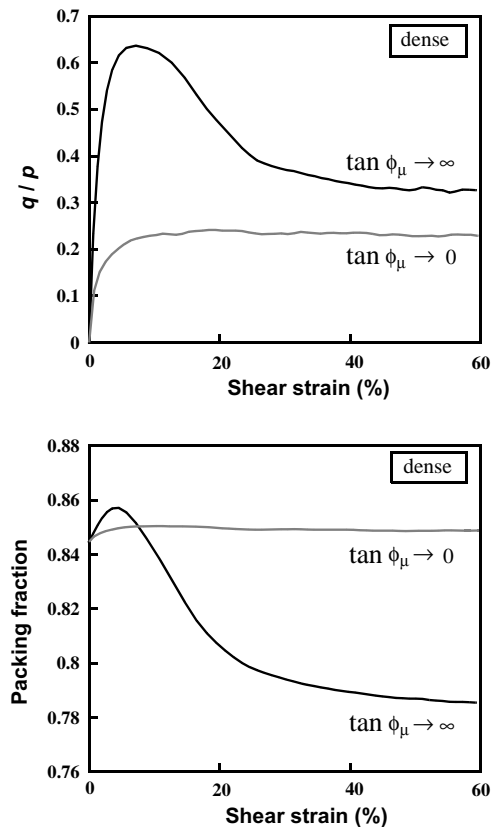 0.7
0.6
0.5
0.4
0.3
0.2
0.1
0
q / p
dense
tan ϕμ → ∞
tan ϕμ → 0
0 20 40 60
Shear strain (%)
0.88
0.86
0.84
0.82
0.8
0.78
0.76
Packing fraction
dense
tan ϕμ → 0
tan ϕμ → ∞
0 20 40 60
Shear strain (%)